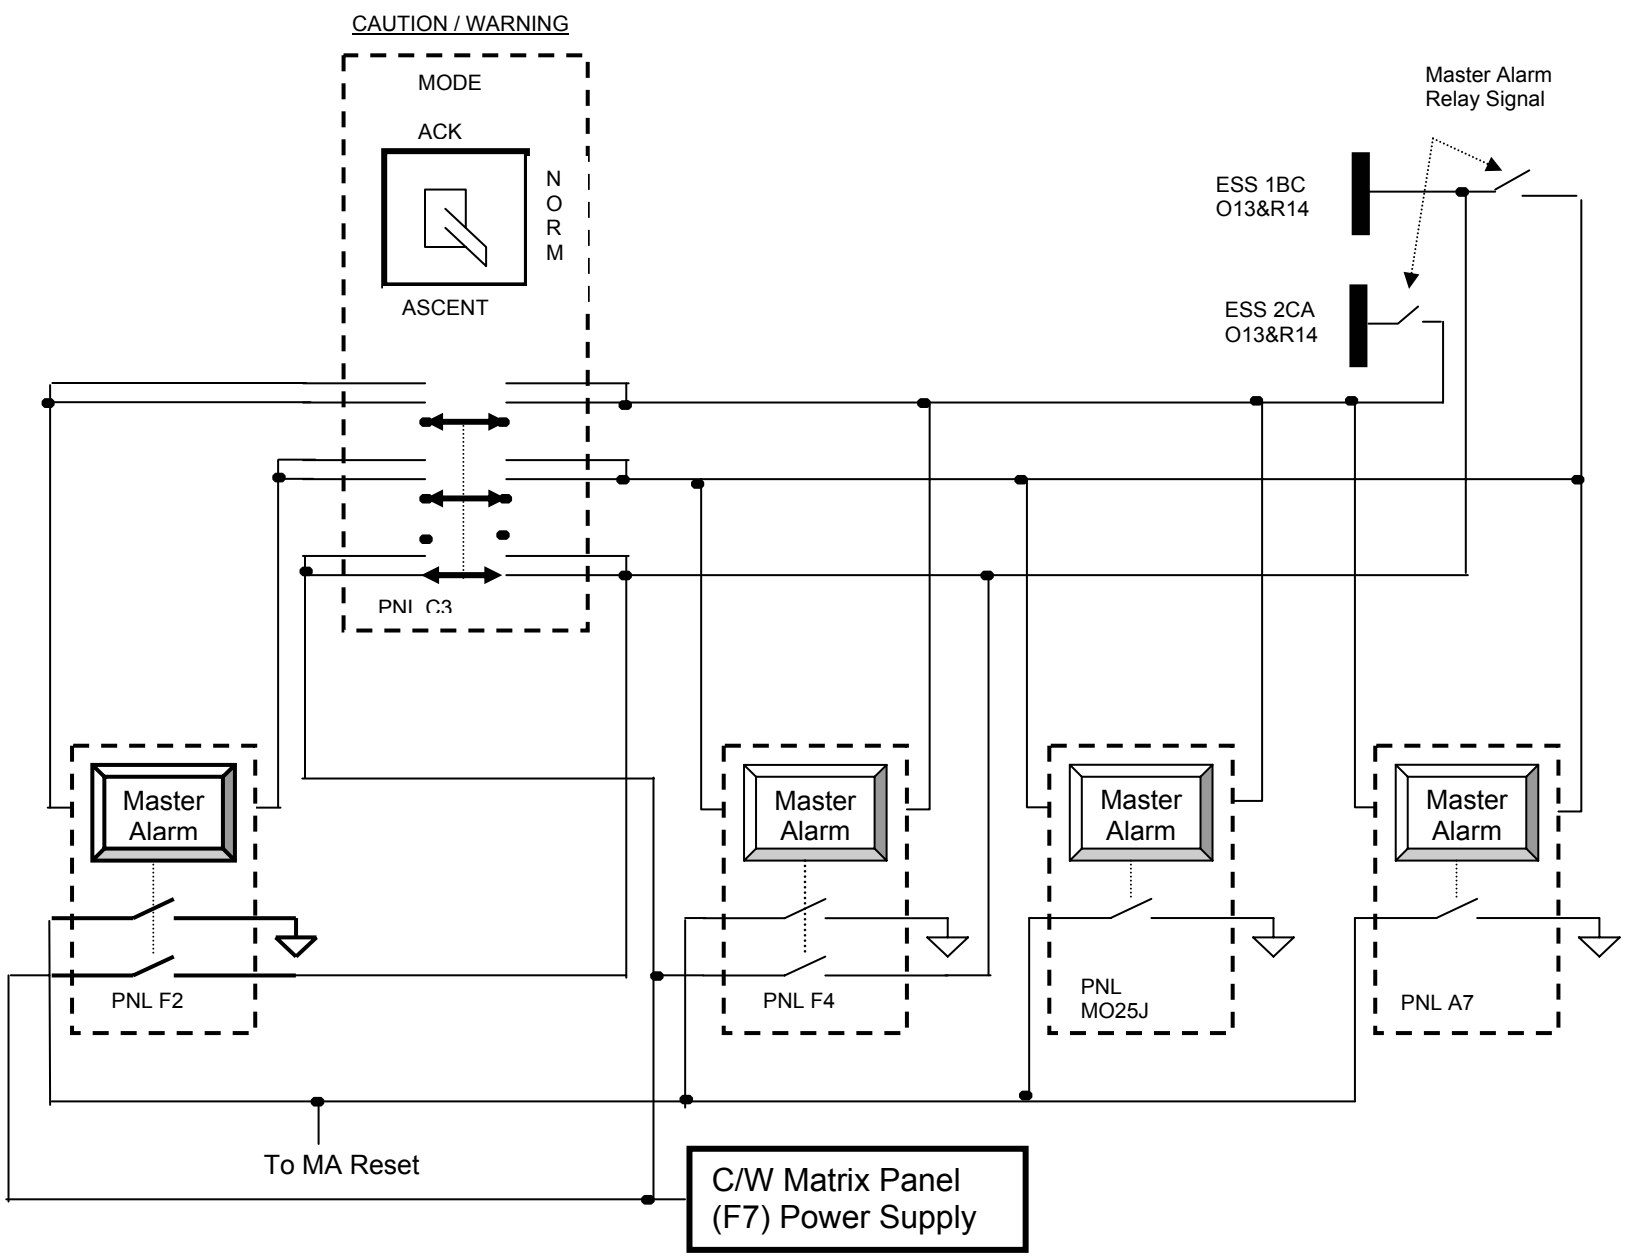 CAUTION / WARNING
MODE
ACK
N
O
R
M
ASCENT
PNL C3
Master Alarm
Relay Signal
ESS 1BC
O13&R14
ESS 2CA
O13&R14
Master
Alarm
PNL F2
Master
Alarm
PNL F4
Master
Alarm
PNL
MO25J
Master
Alarm
PNL A7
To MA Reset
C/W Matrix Panel
(F7) Power Supply